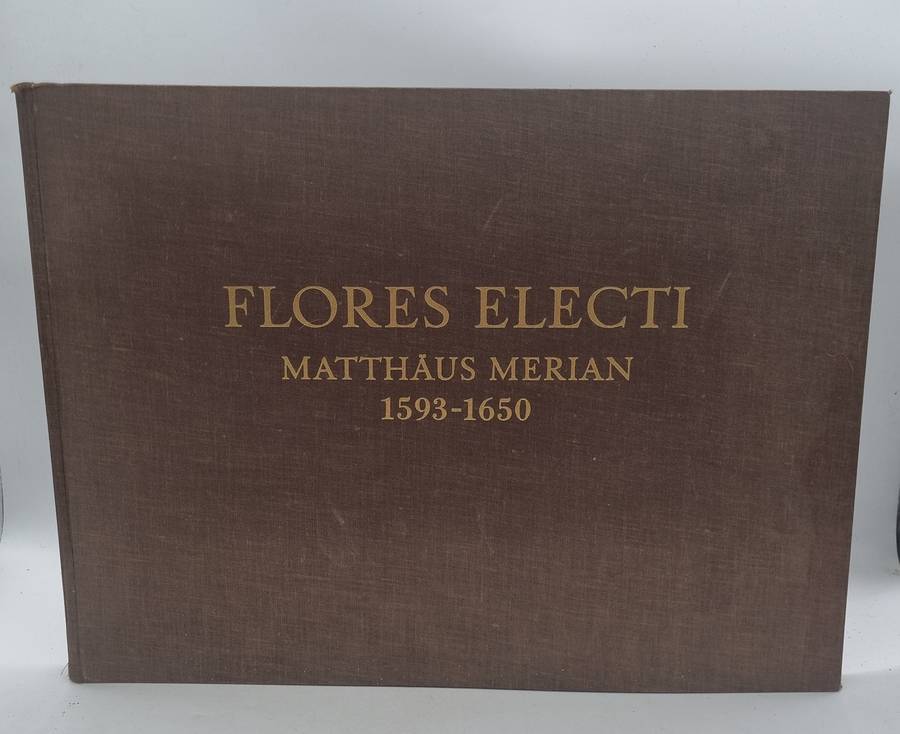 FLORES ELECTI
MATTHÄUS MERIAN
1593-1650